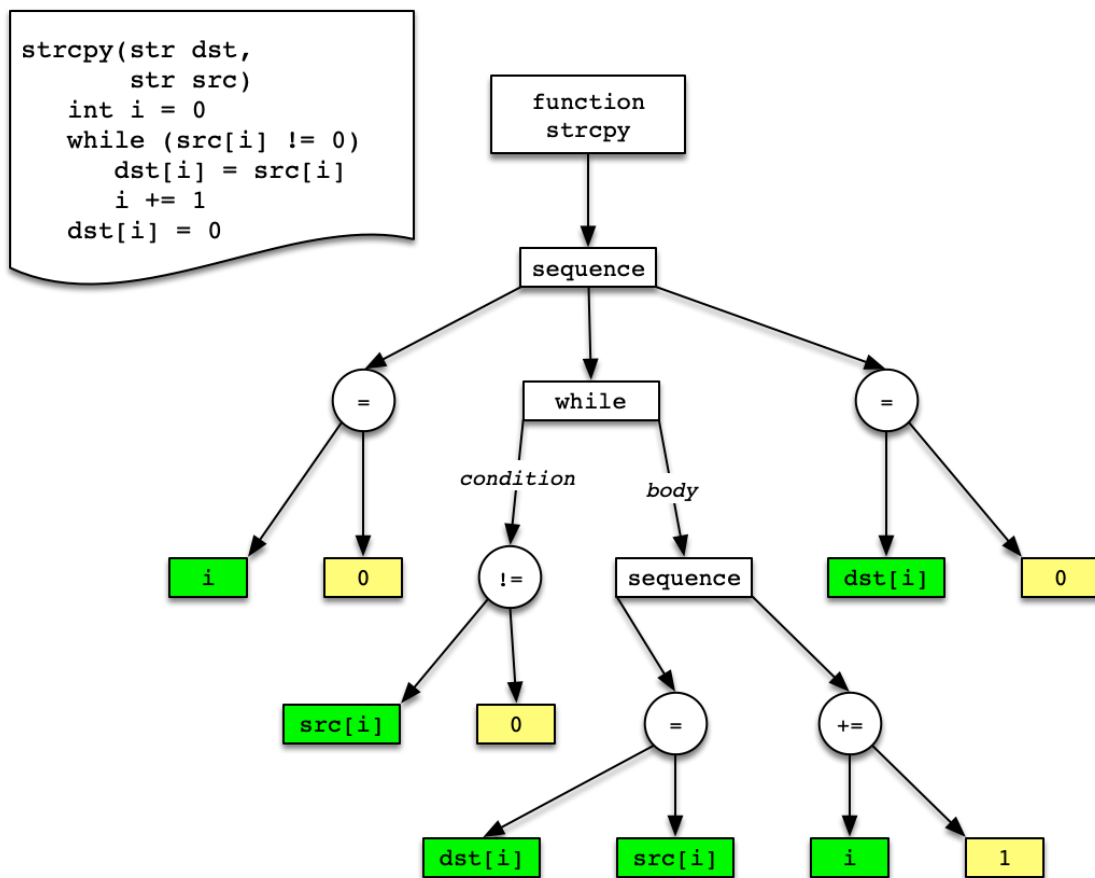 strcpy(str dst,
       str src)
   int i = 0
   while (src[i] != 0)
      dst[i] = src[i]
      i += 1
   dst[i] = 0
function
strcpy
sequence
=
while
=
condition
body
i
0
!=
sequence
dst[i]
0
src[i]
0
=
+=
dst[i]
src[i]
i
1